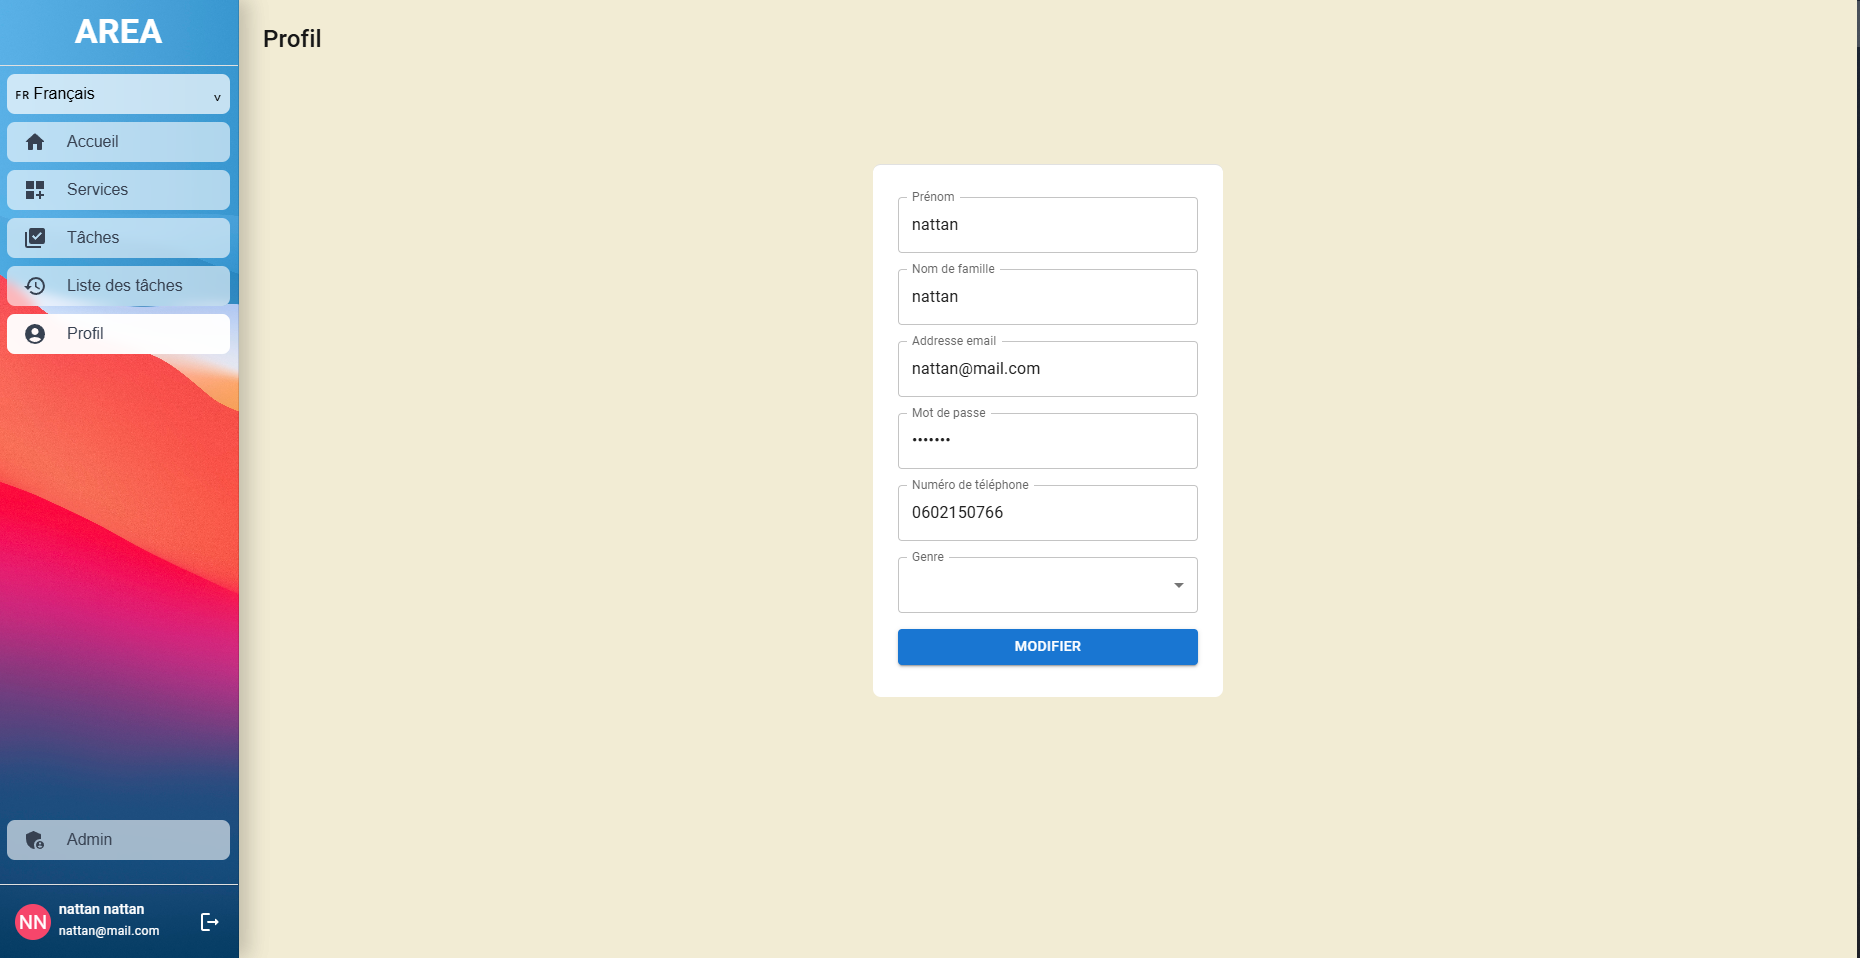 AREA
FR Français
Accueil
Services
Tâches
Liste des tâches
Profil
Admin
NN
nattan nattan
nattan@mail.com
Profil
Prénom
nattan
Nom de famille
nattan
Addresse email
nattan@mail.com
Mot de passe
•••••••
Numéro de téléphone
0602150766
Genre
MODIFIER